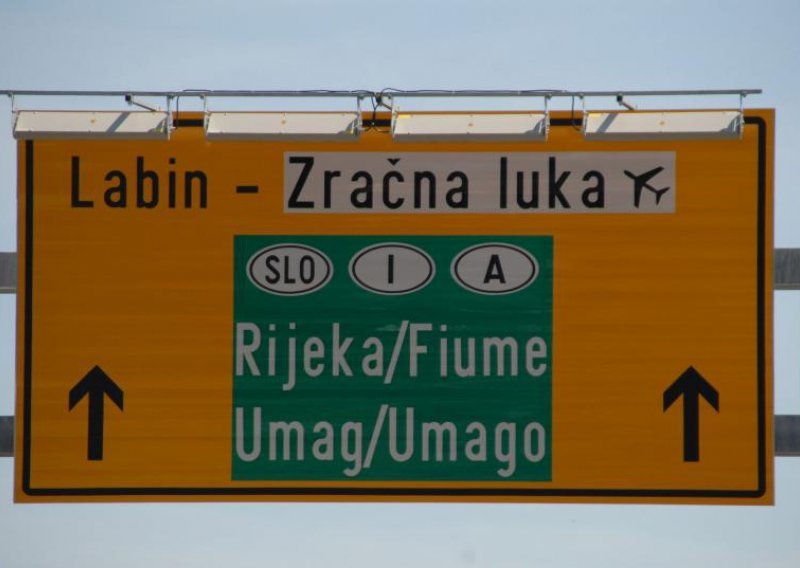 Labin - Zračna luka
SLO I A
Rijeka/Fiume
Umag/Umago